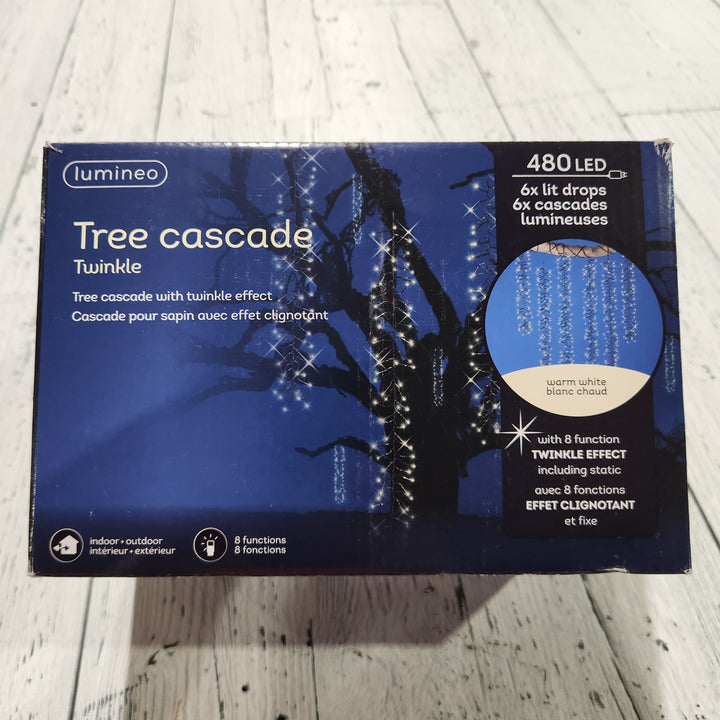 lumineo
Tree cascade
Twinkle
Tree cascade with twinkle effect
Cascade pour sapin avec effet clignotant
indoor + outdoor
intérieur + extérieur
8 functions
8 fonctions
480 LED
6x lit drops
6x cascades
lumineuses
warm white
blanc chaud
with 8 function
TWINKLE EFFECT
including static
avec 8 fonctions
EFFET CLIGNOTANT
et fixe